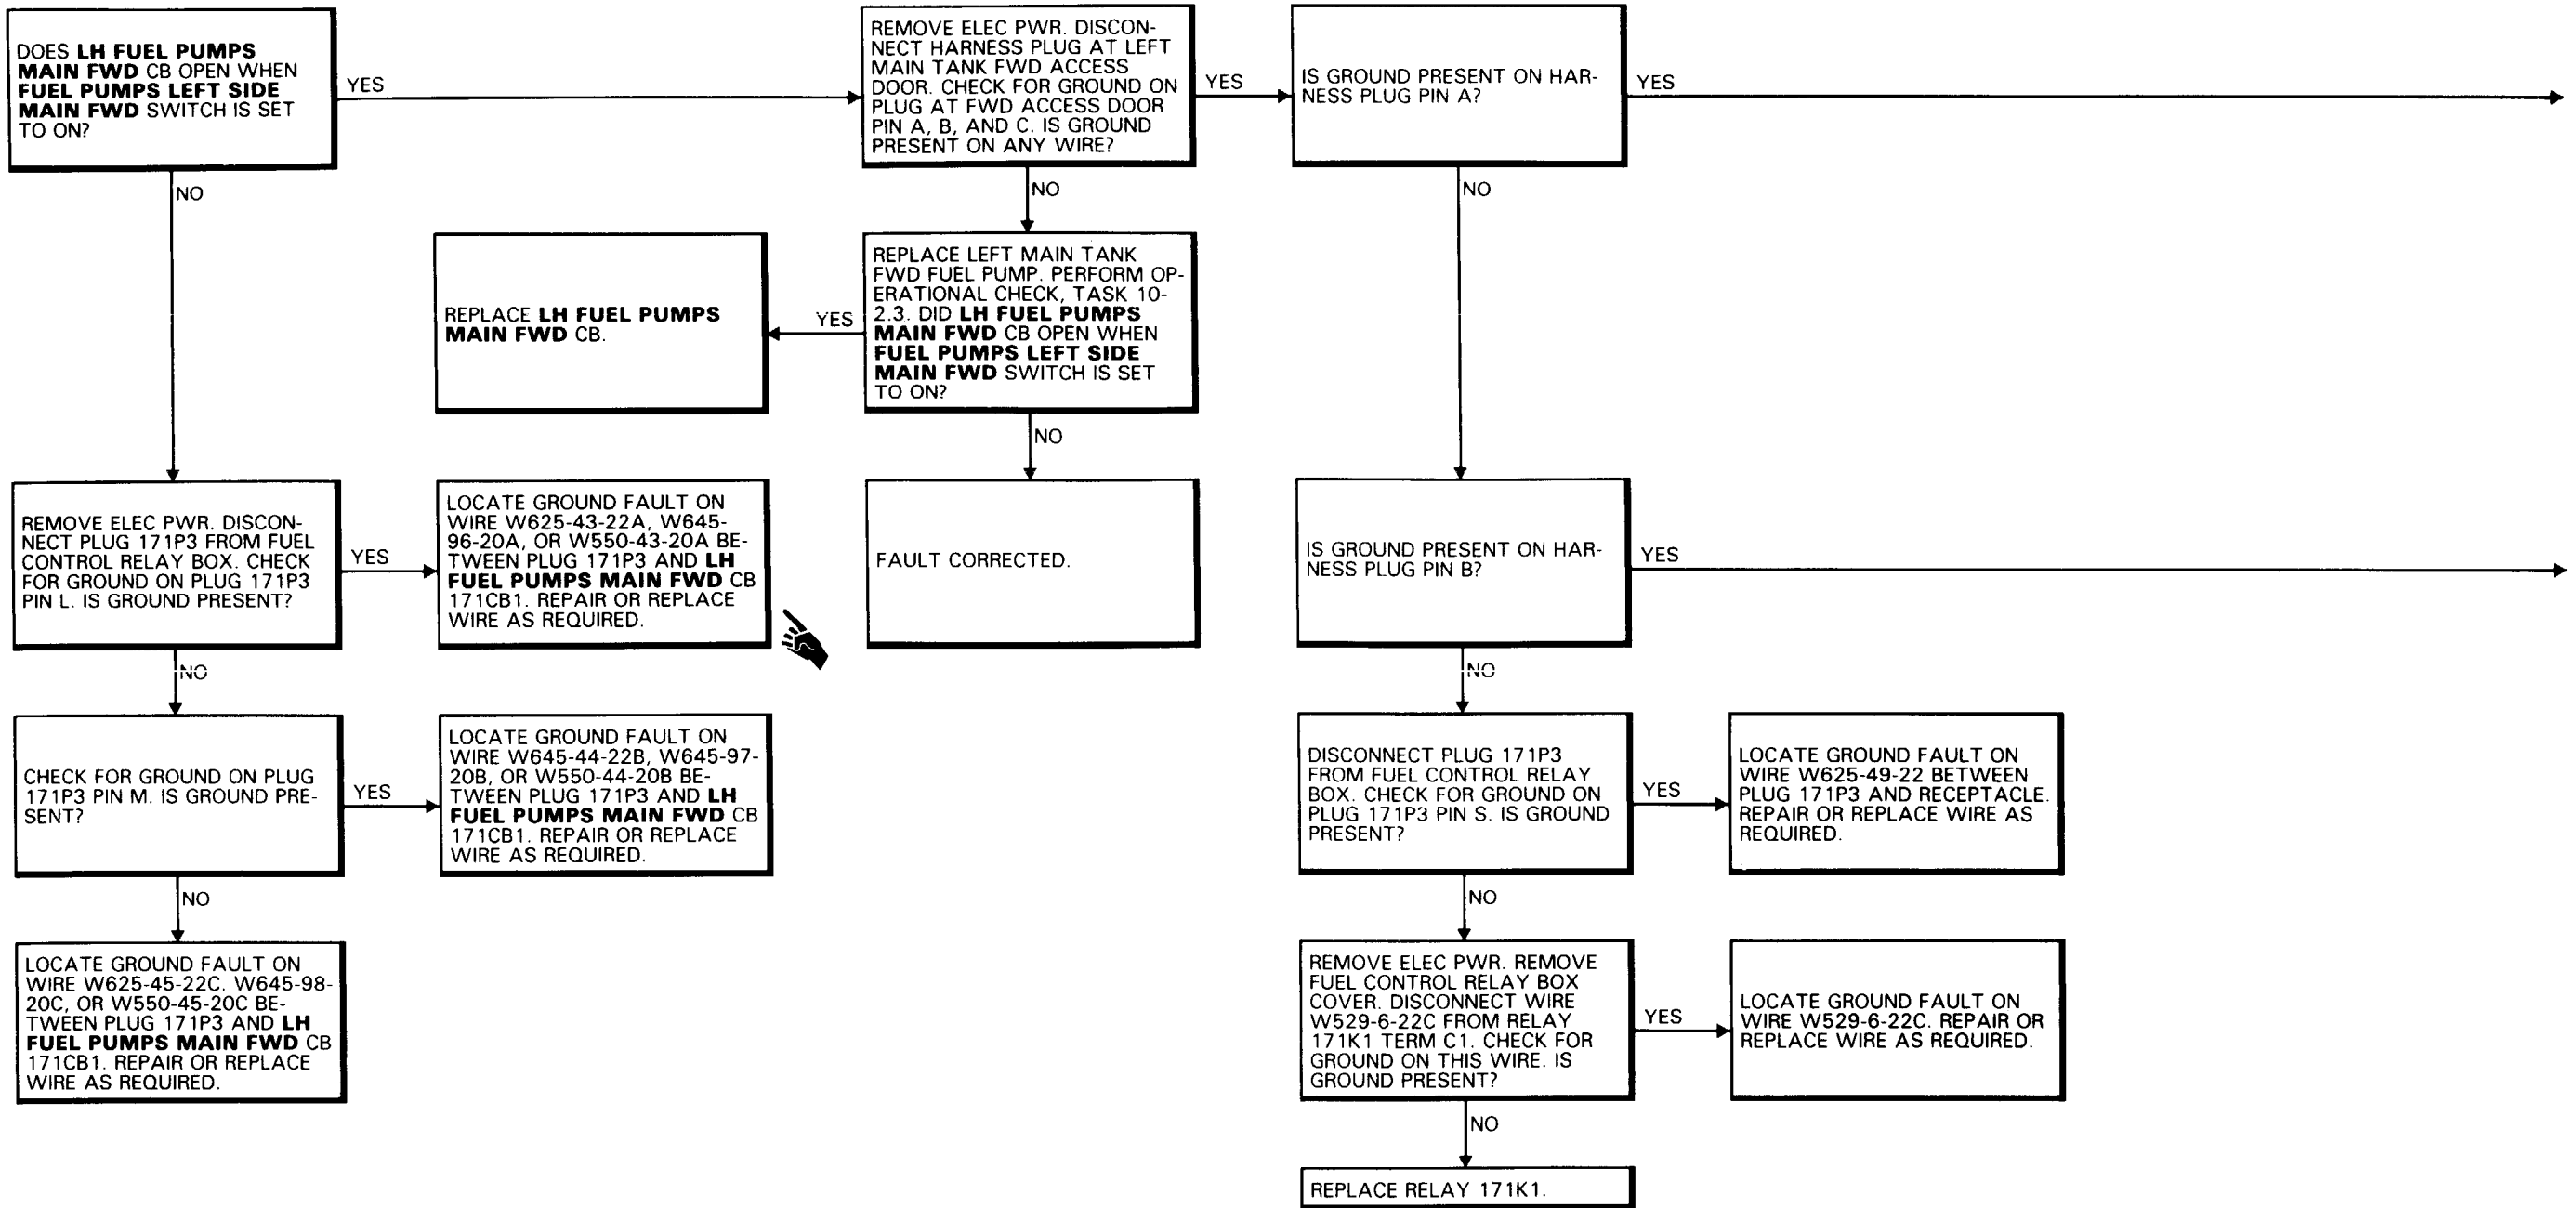 DOES LH FUEL PUMPS
MAIN FWD CB OPEN WHEN
FUEL PUMPS LEFT SIDE
MAIN FWD SWITCH IS SET
TO ON?
YES
NO
REMOVE ELEC PWR. DISCON-
NECT HARNESS PLUG AT LEFT
MAIN TANK FWD ACCESS
DOOR. CHECK FOR GROUND ON
PLUG AT FWD ACCESS DOOR
PIN A, B, AND C. IS GROUND
PRESENT ON ANY WIRE?
YES
NO
IS GROUND PRESENT ON HAR-
NESS PLUG PIN A?
YES
NO
REPLACE LH FUEL PUMPS
MAIN FWD CB.
YES
REPLACE LEFT MAIN TANK
FWD FUEL PUMP. PERFORM OP-
ERATIONAL CHECK, TASK 10-
2.3. DID LH FUEL PUMPS
MAIN FWD CB OPEN WHEN
FUEL PUMPS LEFT SIDE
MAIN FWD SWITCH IS SET
TO ON?
NO
REMOVE ELEC PWR. DISCON-
NECT PLUG 171P3 FROM FUEL
CONTROL RELAY BOX. CHECK
FOR GROUND ON PLUG 171P3
PIN L. IS GROUND PRESENT?
YES
NO
LOCATE GROUND FAULT ON
WIRE W625-43-22A, W645-
96-20A, OR W550-43-20A BE-
TWEEN PLUG 171P3 AND LH
FUEL PUMPS MAIN FWD CB
171CB1. REPAIR OR REPLACE
WIRE AS REQUIRED.
FAULT CORRECTED.
IS GROUND PRESENT ON HAR-
NESS PLUG PIN B?
YES
NO
CHECK FOR GROUND ON PLUG
171P3 PIN M. IS GROUND PRE-
SENT?
YES
NO
LOCATE GROUND FAULT ON
WIRE W645-44-22B, W645-97-
20B, OR W550-44-20B BE-
TWEEN PLUG 171P3 AND LH
FUEL PUMPS MAIN FWD CB
171CB1. REPAIR OR REPLACE
WIRE AS REQUIRED.
DISCONNECT PLUG 171P3
FROM FUEL CONTROL RELAY
BOX. CHECK FOR GROUND ON
PLUG 171P3 PIN S. IS GROUND
PRESENT?
YES
NO
LOCATE GROUND FAULT ON
WIRE W625-49-22 BETWEEN
PLUG 171P3 AND RECEPTACLE.
REPAIR OR REPLACE WIRE AS
REQUIRED.
LOCATE GROUND FAULT ON
WIRE W625-45-22C. W645-98-
20C, OR W550-45-20C BE-
TWEEN PLUG 171P3 AND LH
FUEL PUMPS MAIN FWD CB
171CB1. REPAIR OR REPLACE
WIRE AS REQUIRED.
REMOVE ELEC PWR. REMOVE
FUEL CONTROL RELAY BOX
COVER. DISCONNECT WIRE
W529-6-22C FROM RELAY
171K1 TERM C1. CHECK FOR
GROUND ON THIS WIRE. IS
GROUND PRESENT?
YES
NO
LOCATE GROUND FAULT ON
WIRE W529-6-22C. REPAIR OR
REPLACE WIRE AS REQUIRED.
REPLACE RELAY 171K1.